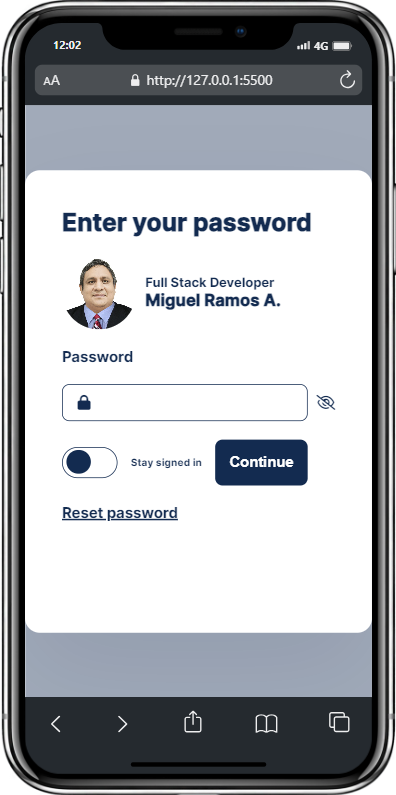 12:02
4G
AA
http://127.0.0.1:5500
Enter your password
Full Stack Developer
Miguel Ramos A.
Password
Stay signed in
Continue
Reset password